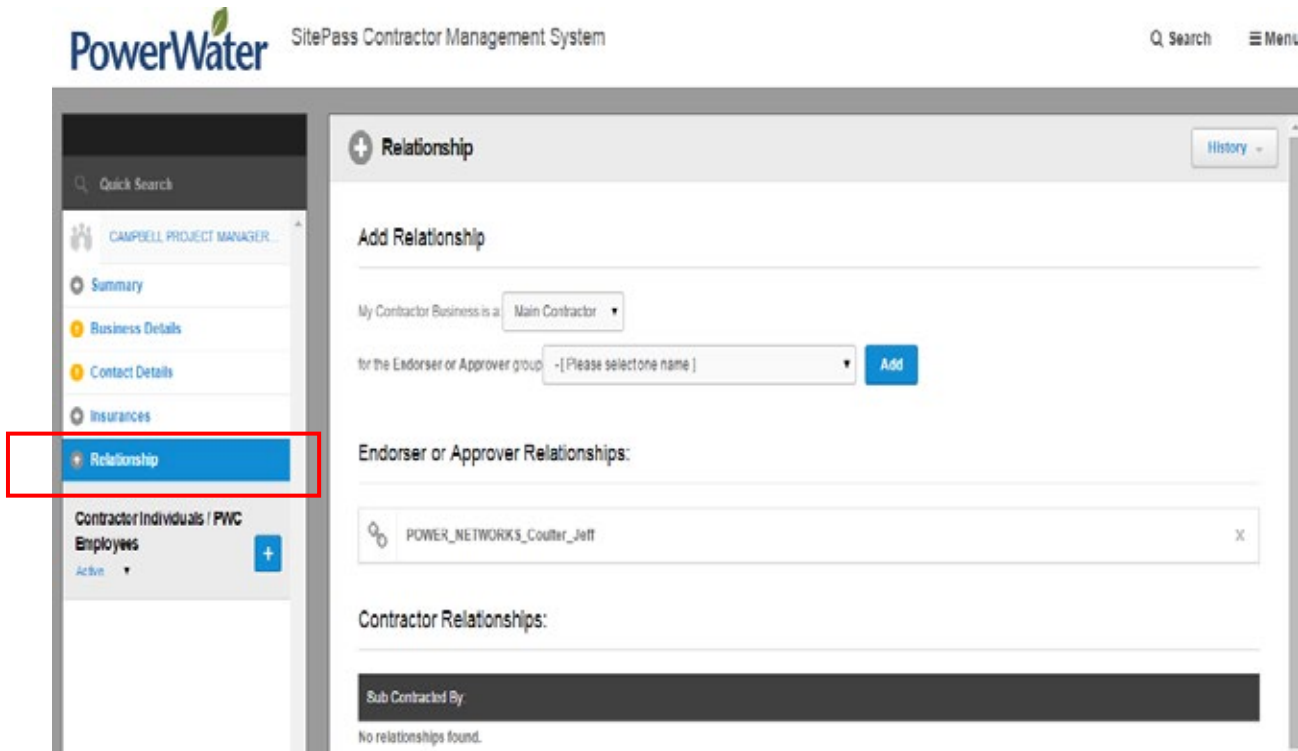 PowerWater
SitePass Contractor Management System
Search
Menu
Quick Search
CAMPBELL PROJECT MANAGER...
Summary
Business Details
Contact Details
Insurances
Relationship
Contractor Individuals / PWC
Employees
+
Active
Relationship
History
Add Relationship
My Contractor Business is a: Main Contractor
for the Endorser or Approver group -[ Please select one name ] Add
Endorser or Approver Relationships:
POWER_NETWORKS_Coulter_Jeff X
Contractor Relationships:
Sub Contracted By:
No relationships found.